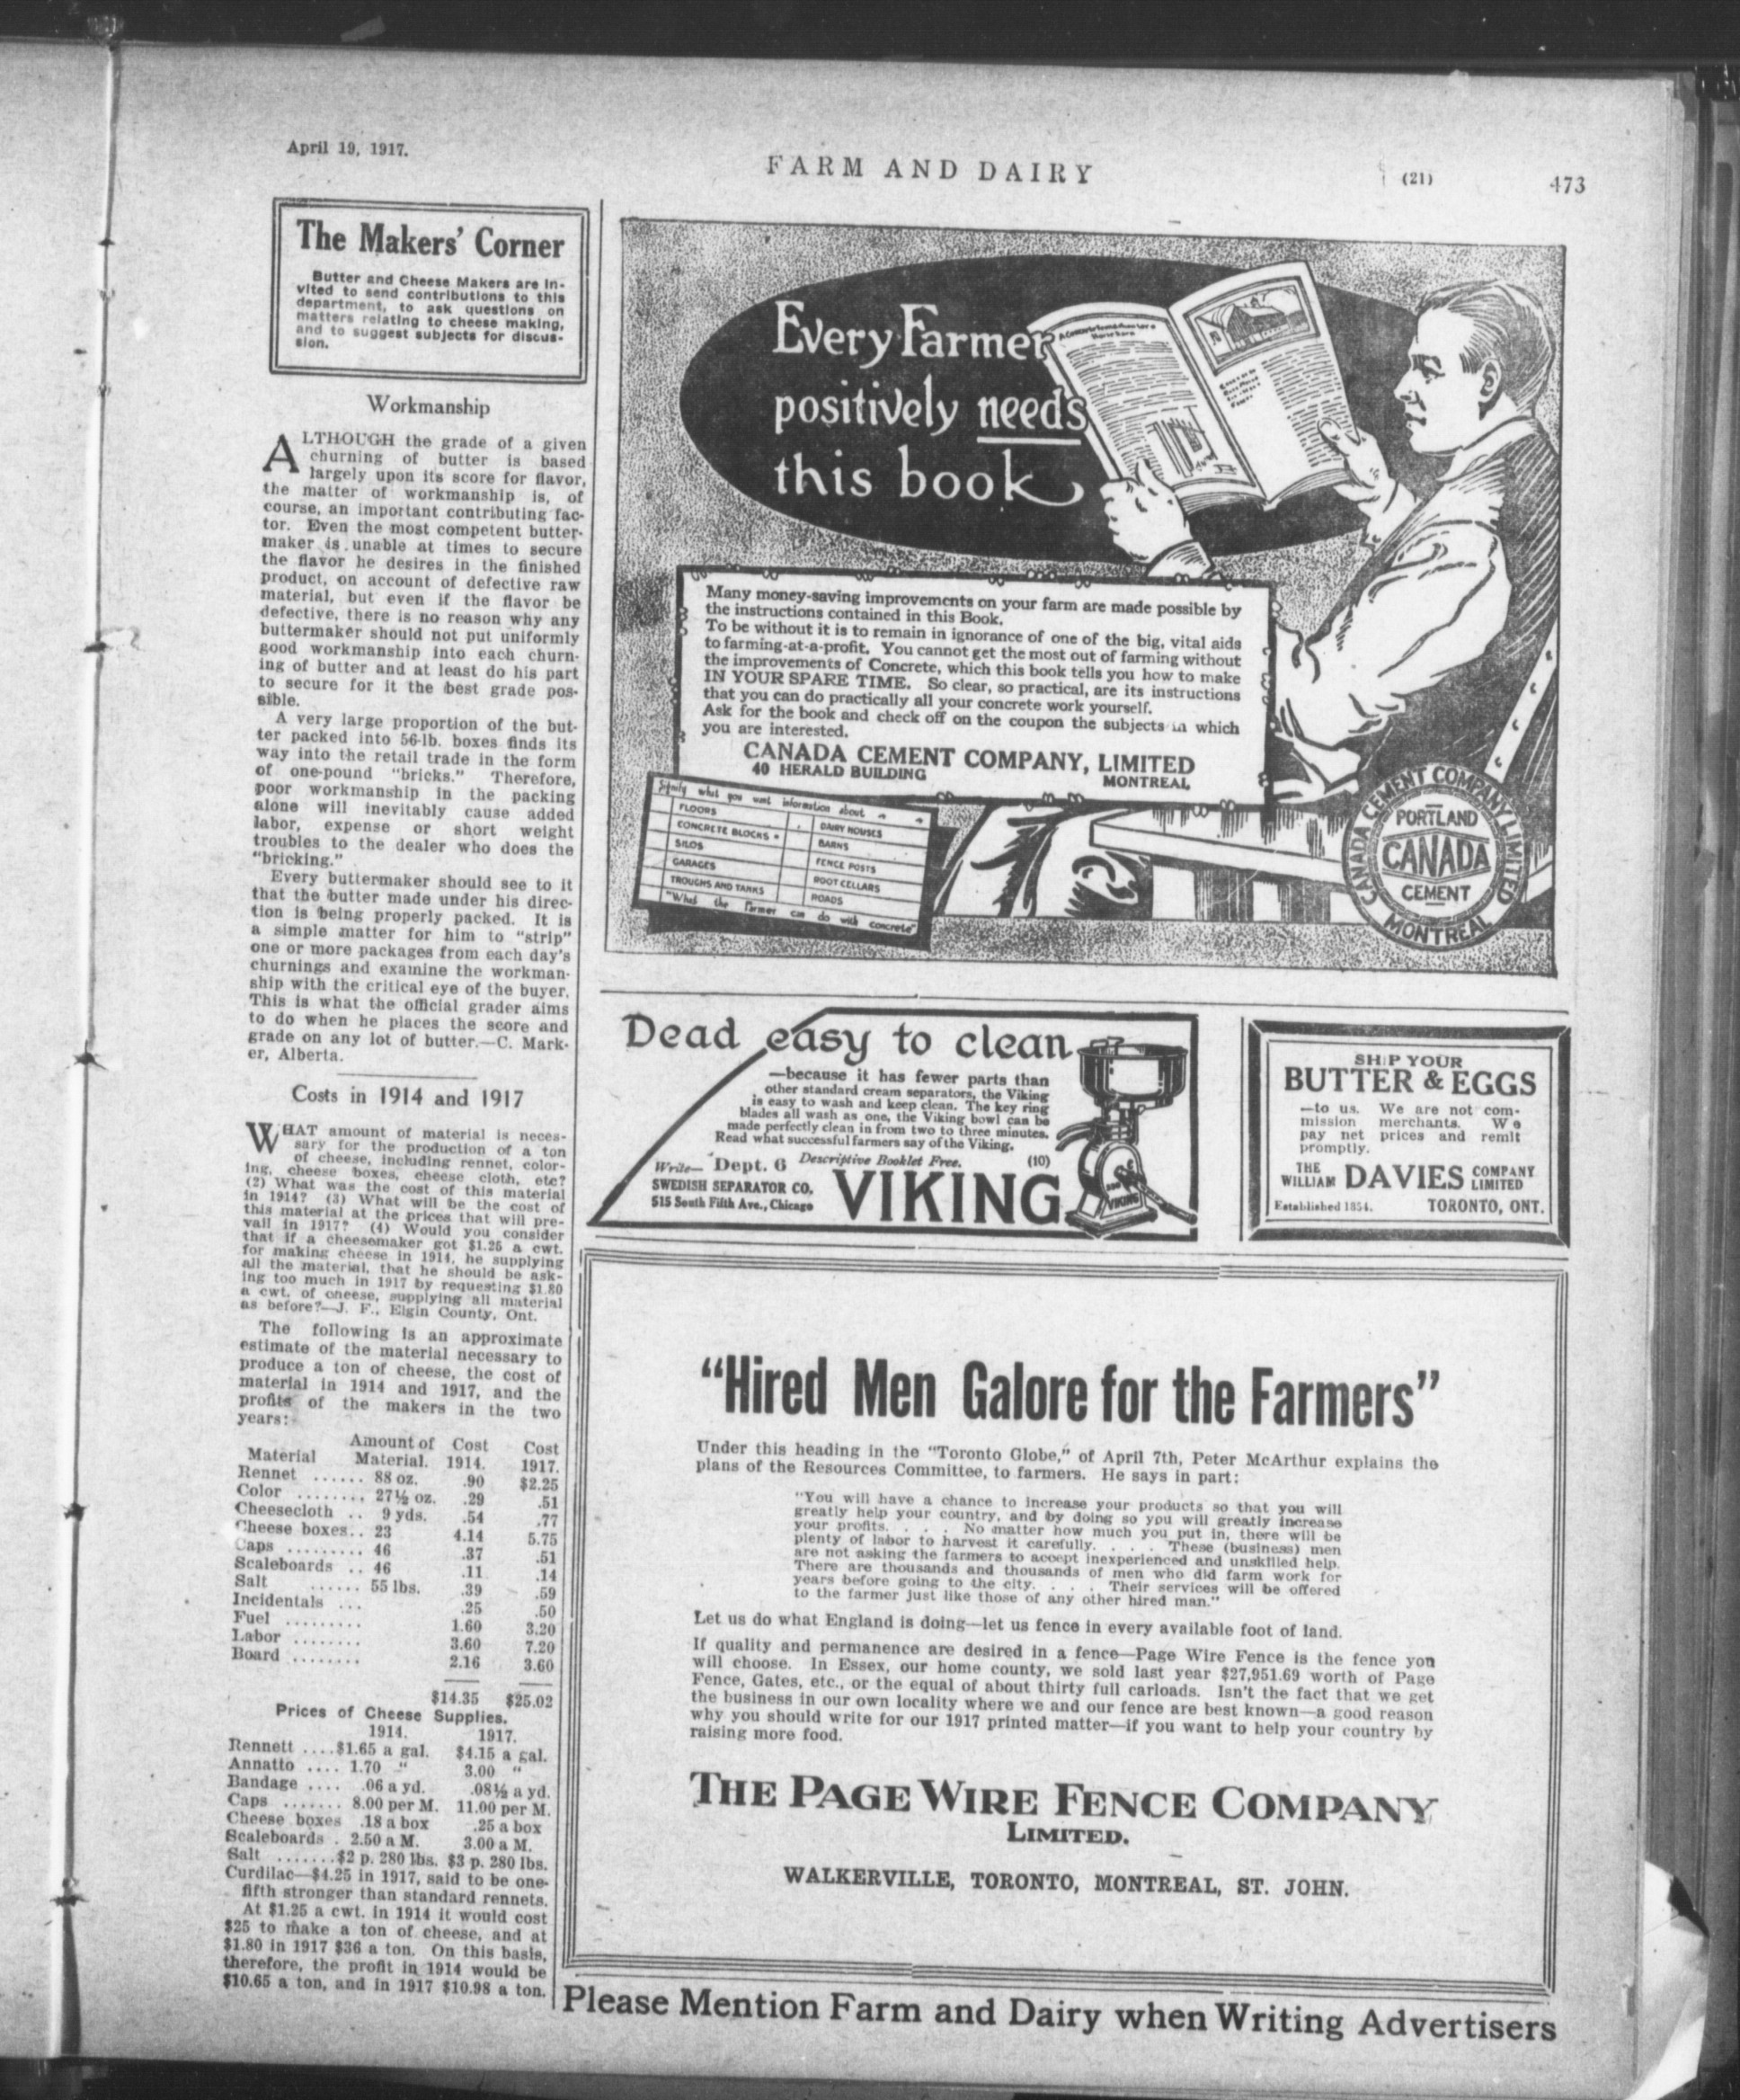 April 19, 1917.
FARM AND DAIRY
(21)
473
The Makers' Corner
Butter and Cheese Makers are in-
vited to send contributions to this
department, to ask questions on
matters relating to cheese making,
and to suggest subjects for discus-
sion.
Workmanship
ALTHOUGH the grade of a given
churning of butter is based
largely upon its score for flavor,
the matter of workmanship is, of
course, an important contributing fac-
tor. Even the most competent butter-
maker is unable at times to secure
the flavor he desires in the finished
product, on account of defective raw
material, but even if the flavor be
defective, there is no reason why any
buttermaker should not put uniformly
good workmanship into each churn-
ing of butter and at least do his part
to secure for it the best grade pos-
sible.
A very large proportion of the but-
ter packed into 56-lb. boxes finds its
way into the retail trade in the form
of one-pound "bricks." Therefore,
poor workmanship in the packing
alone will inevitably cause added
labor, expense or short weight
troubles to the dealer who does the
"bricking."
Every buttermaker should see to it
that the butter made under his direc-
tion is being properly packed. It is
a simple matter for him to "strip"
one or more packages from each day's
churnings and examine the workman-
ship with the critical eye of the buyer.
This is what the official grader aims
to do when he places the score and
grade on any lot of butter.—C. Mark-
er, Alberta.
Costs in 1914 and 1917
WHAT amount of material is neces-
sary for the production of a ton
of cheese, including rennet, color-
ing, cheese boxes, cheese cloth, etc?
(2) What was the cost of this material
in 1914? (3) What will be the cost of
this material at the prices that will pre-
vail in 1917? (4) Would you consider
that if a cheesemaker got $1.25 a cwt.
for making cheese in 1914, he supplying
all the material, that he should be ask-
ing too much in 1917 by requesting $1.80
a cwt. of cheese, supplying all material
as before?—J. F., Elgin County, Ont.
The following is an approximate
estimate of the material necessary to
produce a ton of cheese, the cost of
material in 1914 and 1917, and the
profits of the makers in the two
years:
Amount of Cost Cost
Material Material. 1914. 1917.
Rennet ...... 88 oz. .90 $2.25
Color ........ 27½ oz. .29 .51
Cheesecloth .. 9 yds. .54 .77
Cheese boxes.. 23 4.14 5.75
Caps ......... 46 .37 .51
Scaleboards .. 46 .11 .14
Salt ...... 55 lbs. .39 .59
Incidentals ... .25 .50
Fuel ......... 1.60 3.20
Labor ........ 3.60 7.20
Board ........ 2.16 3.60
$14.35 $25.02
Prices of Cheese Supplies.
1914. 1917.
Rennett ....$1.65 a gal. $4.15 a gal.
Annatto .... 1.70 " 3.00 "
Bandage .... .06 a yd. .08½ a yd.
Caps ....... 8.00 per M. 11.00 per M.
Cheese boxes .18 a box .25 a box
Scaleboards . 2.50 a M. 3.00 a M.
Salt .......$2 p. 280 lbs. $3 p. 280 lbs.
Curdilac—$4.25 in 1917, said to be one-
fifth stronger than standard rennets.
At $1.25 a cwt. in 1914 it would cost
$25 to make a ton of cheese, and at
$1.80 in 1917 $36 a ton. On this basis,
therefore, the profit in 1914 would be
$10.65 a ton, and in 1917 $10.98 a ton.
Every Farmer
positively needs
this book
Many money-saving improvements on your farm are made possible by
the instructions contained in this Book.
To be without it is to remain in ignorance of one of the big, vital aids
to farming-at-a-profit. You cannot get the most out of farming without
the improvements of Concrete, which this book tells you how to make
IN YOUR SPARE TIME. So clear, so practical, are its instructions
that you can do practically all your concrete work yourself.
Ask for the book and check off on the coupon the subjects in which
you are interested.
CANADA CEMENT COMPANY, LIMITED
40 HERALD BUILDING MONTREAL
Signify what you want information about
FLOORS DAIRY HOUSES
CONCRETE BLOCKS BARNS
SILOS FENCE POSTS
GARAGES ROOT CELLARS
TROUGHS AND TANKS ROADS
"What the Farmer can do with concrete"
CANADA CEMENT COMPANY LIMITED
PORTLAND
CANADA
CEMENT
MONTREAL
Dead easy to clean
—because it has fewer parts than
other standard cream separators, the Viking
is easy to wash and keep clean. The key ring
blades all wash as one, the Viking bowl can be
made perfectly clean in from two to three minutes.
Read what successful farmers say of the Viking.
Write— Dept. 6 Descriptive Booklet Free. (10)
SWEDISH SEPARATOR CO.
515 South Fifth Ave., Chicago
VIKING
VIKING
SHIP YOUR
BUTTER & EGGS
—to us. We are not com-
mission merchants. We
pay net prices and remit
promptly.
THE WILLIAM DAVIES COMPANY LIMITED
Established 1854. TORONTO, ONT.
"Hired Men Galore for the Farmers"
Under this heading in the "Toronto Globe," of April 7th, Peter McArthur explains the
plans of the Resources Committee, to farmers. He says in part:
"You will have a chance to increase your products so that you will
greatly help your country, and by doing so you will greatly increase
your profits. . . . . No matter how much you put in, there will be
plenty of labor to harvest it carefully. . . . . These (business) men
are not asking the farmers to accept inexperienced and unskilled help.
There are thousands and thousands of men who did farm work for
years before going to the city. . . . . Their services will be offered
to the farmer just like those of any other hired man."
Let us do what England is doing—let us fence in every available foot of land.
If quality and permanence are desired in a fence—Page Wire Fence is the fence you
will choose. In Essex, our home county, we sold last year $27,951.69 worth of Page
Fence, Gates, etc., or the equal of about thirty full carloads. Isn't the fact that we get
the business in our own locality where we and our fence are best known—a good reason
why you should write for our 1917 printed matter—if you want to help your country by
raising more food.
THE PAGE WIRE FENCE COMPANY
LIMITED.
WALKERVILLE, TORONTO, MONTREAL, ST. JOHN.
Please Mention Farm and Dairy when Writing Advertisers